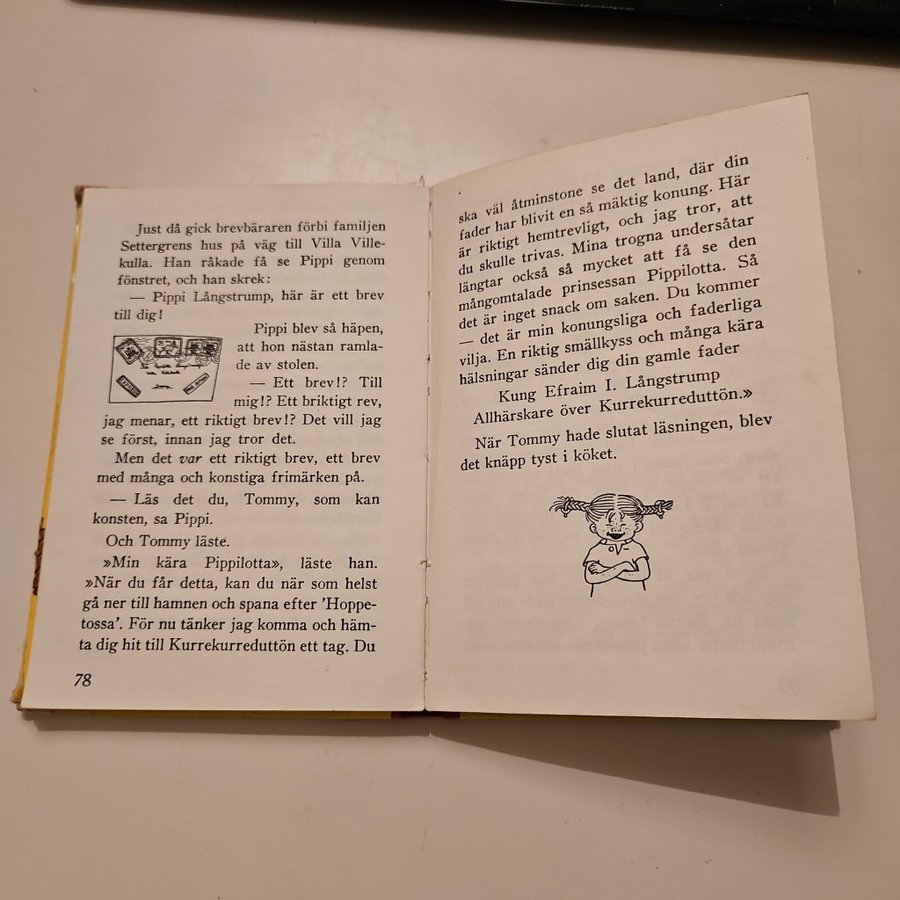 Just då gick brevbäraren förbi familjen
Settergrens hus på väg till Villa Ville-
kulla. Han råkade få se Pippi genom
fönstret, och han skrek:
— Pippi Långstrump, här är ett brev
till dig!
Pippi blev så häpen,
att hon nästan ramla-
de av stolen.
— Ett brev!? Till
mig!? Ett briktigt rev,
jag menar, ett riktigt brev!? Det vill jag
se först, innan jag tror det.
Men det var ett riktigt brev, ett brev
med många och konstiga frimärken på.
— Läs det du, Tommy, som kan
konsten, sa Pippi.
Och Tommy läste.
»Min kära Pippilotta», läste han.
»När du får detta, kan du när som helst
gå ner till hamnen och spana efter 'Hoppe-
tossa'. För nu tänker jag komma och häm-
ta dig hit till Kurrekurreduttön ett tag. Du
78
ska väl åtminstone se det land, där din
fader har blivit en så mäktig konung. Här
är riktigt hemtrevligt, och jag tror, att
du skulle trivas. Mina trogna undersåtar
längtar också så mycket att få se den
mångomtalade prinsessan Pippilotta. Så
det är inget snack om saken. Du kommer
— det är min konungsliga och faderliga
vilja. En riktig smällkyss och många kära
hälsningar sänder dig din gamle fader
Kung Efraim I. Långstrump
Allhärskare över Kurrekurreduttön.»
När Tommy hade slutat läsningen, blev
det knäpp tyst i köket.